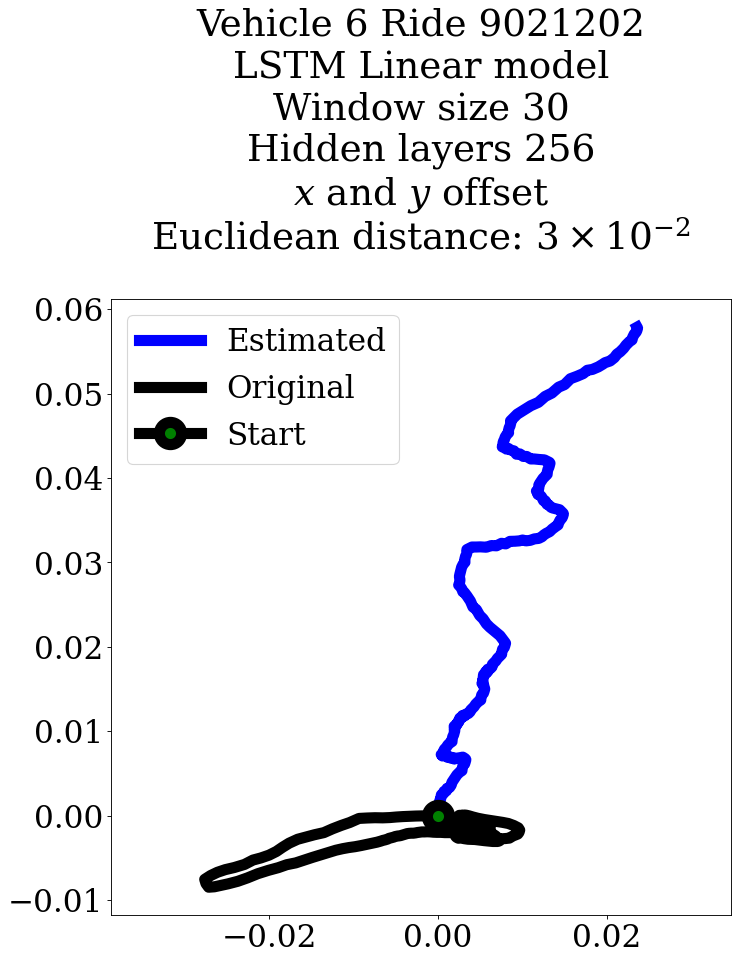 Vehicle 6 Ride 9021202
LSTM Linear model
Window size 30
Hidden layers 256
x and y offset
Euclidean distance: 3 × 10⁻²
0.06
0.05
0.04
0.03
0.02
0.01
0.00
−0.01
Estimated
Original
Start
−0.02 0.00 0.02